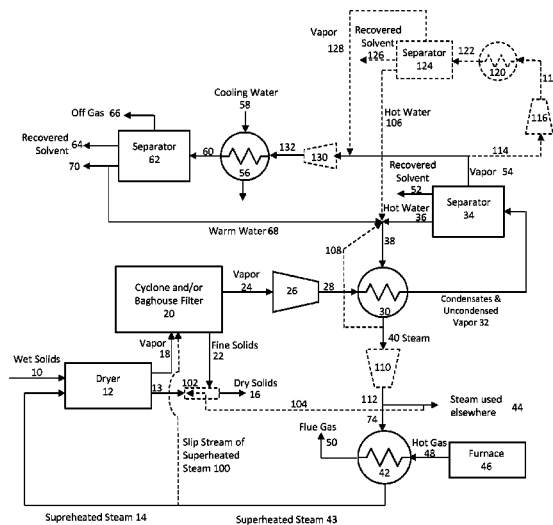 Vapor
128
Recovered
Solvent
126
Separator
124
122
120
11
116
Hot Water
106
Cooling Water
58
Off Gas 66
Recovered
Solvent
64
70
Separator
62
60
56
132
130
114
Recovered
Solvent
52
Vapor 54
Hot Water
36
Separator
34
Warm Water 68
108
38
Cyclone and/or
Baghouse Filter
20
Vapor
24
26
28
30
Condensates &
Uncondensed
Vapor 32
Vapor
18
Fine Solids
22
40 Steam
110
Wet Solids
10
Dryer
12
13
102
Dry Solids
16
104
112
74
Steam used
elsewhere
44
Slip Stream of
Superheated
Steam 100
Flue Gas
50
42
Hot Gas
48
Furnace
46
Supreheated Steam 14
Superheated Steam 43